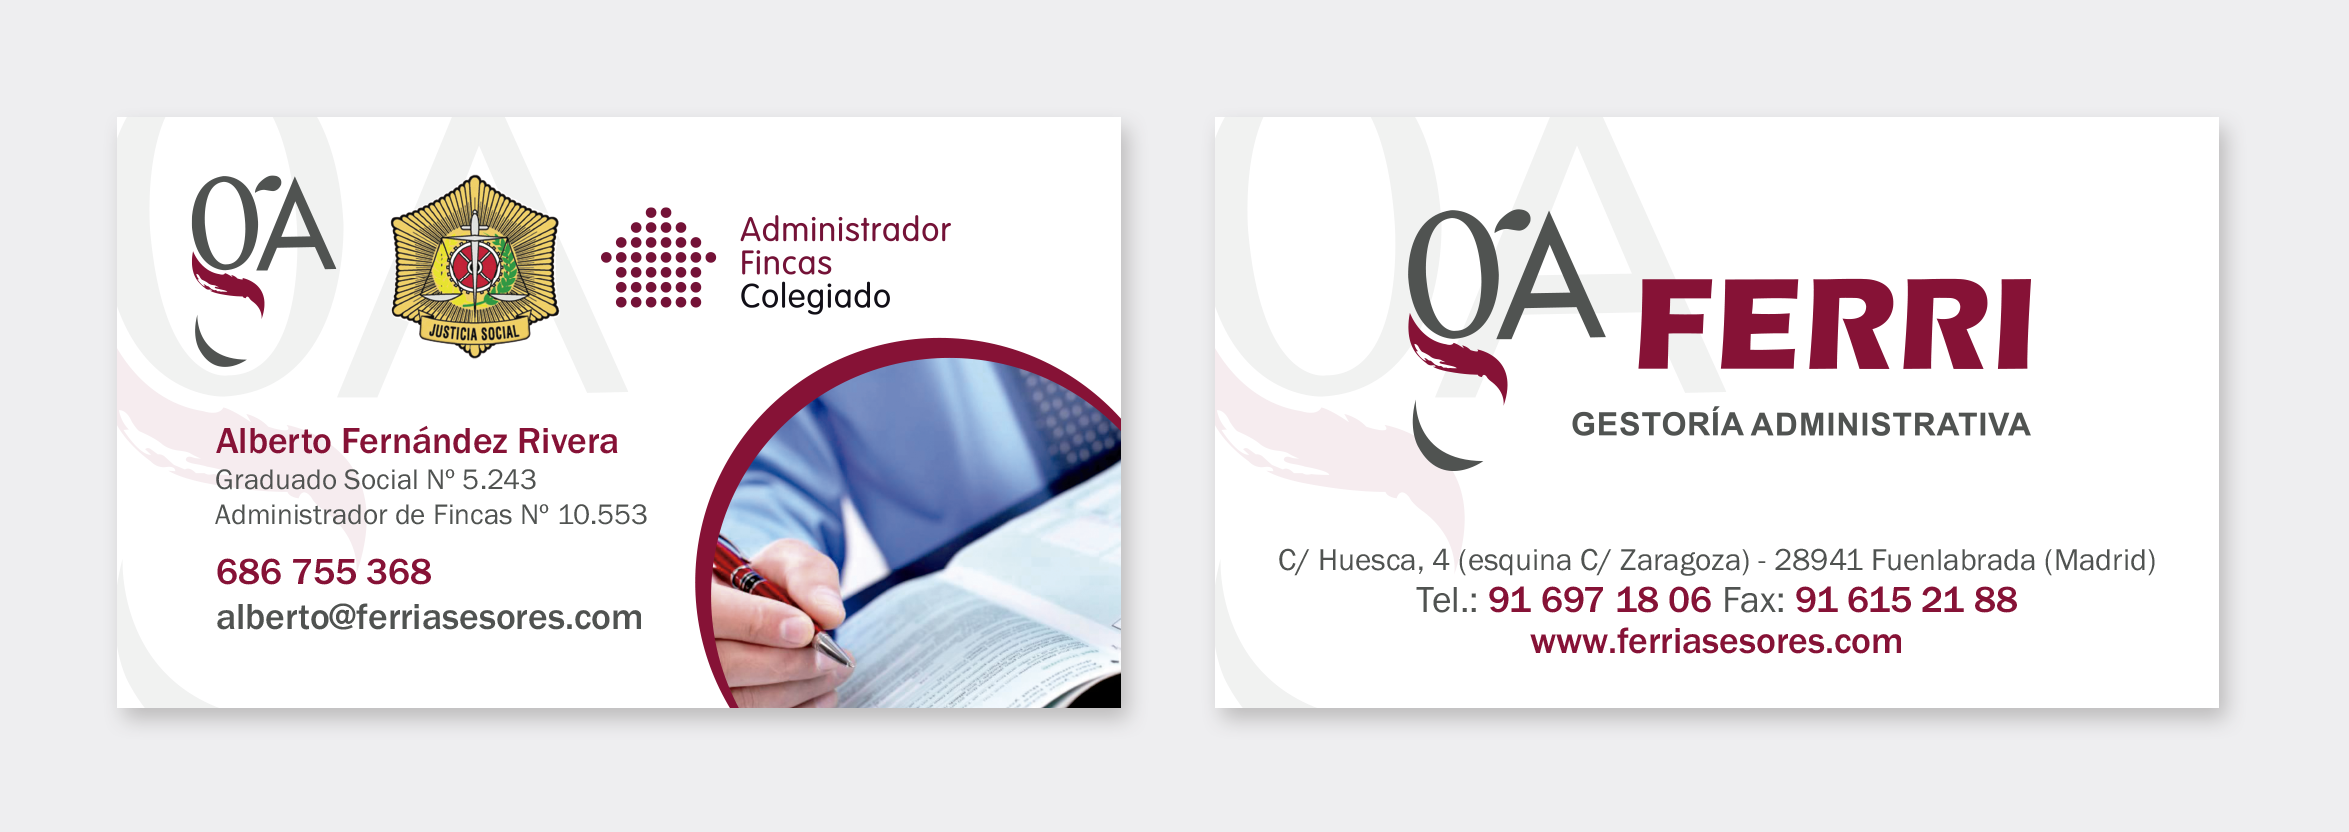 gA
JUSTICIA SOCIAL
Administrador
Fincas
Colegiado
Alberto Fernández Rivera
Graduado Social Nº 5.243
Administrador de Fincas Nº 10.553
686 755 368
alberto@ferriasesores.com
gA FERRI
GESTORÍA ADMINISTRATIVA
C/ Huesca, 4 (esquina C/ Zaragoza) - 28941 Fuenlabrada (Madrid)
Tel.: 91 697 18 06 Fax: 91 615 21 88
www.ferriasesores.com